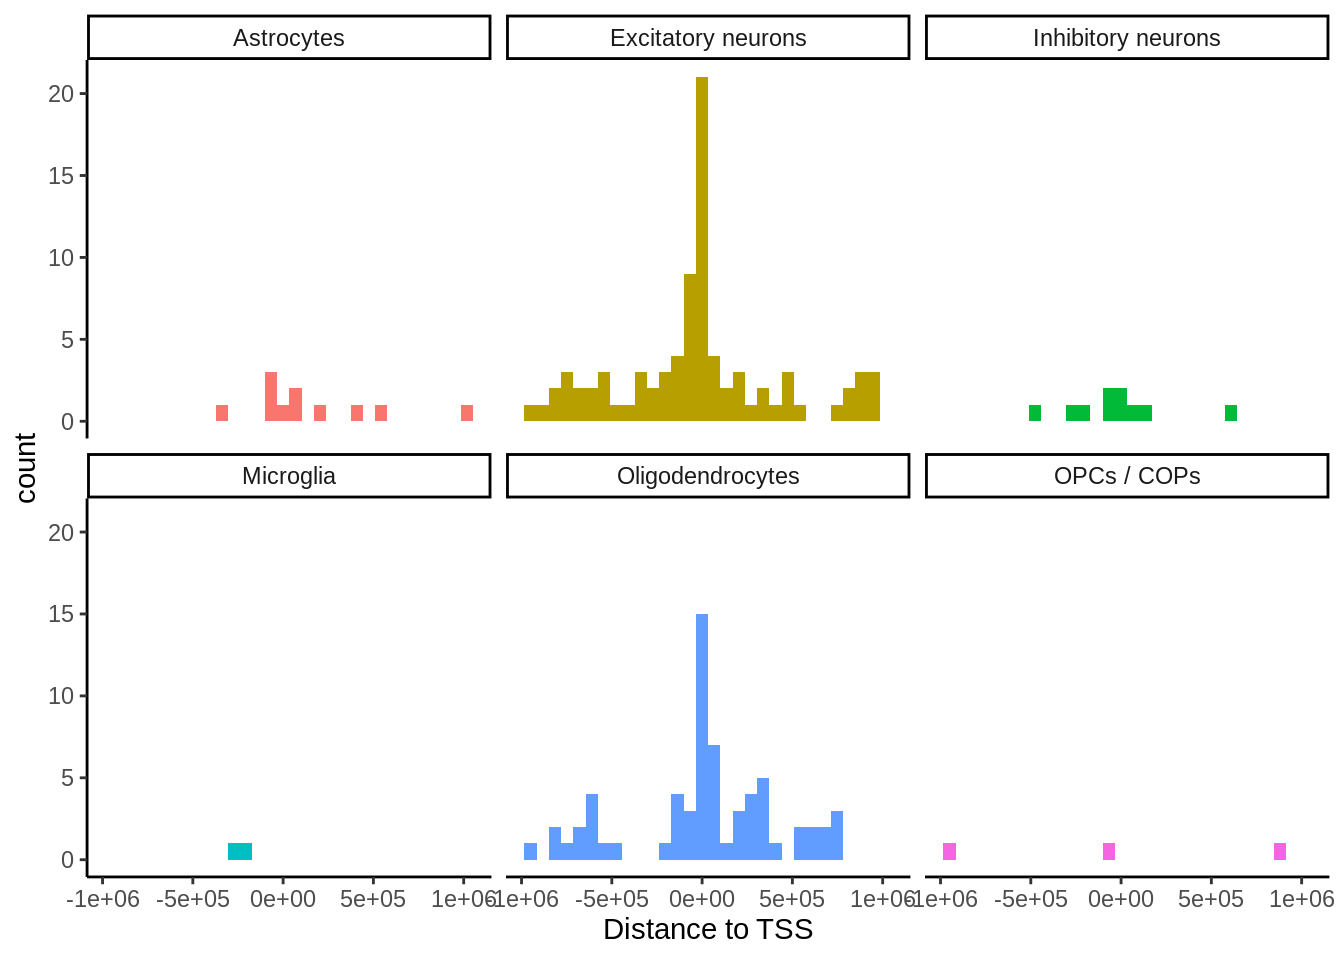 Astrocytes Excitatory neurons Inhibitory neurons
20
15
10
5
0
count
Microglia Oligodendrocytes OPCs / COPs
20
15
10
5
0
-1e+06 -5e+05 0e+00 5e+05 1e+06 -1e+06 -5e+05 0e+00 5e+05 1e+06 -1e+06 -5e+05 0e+00 5e+05 1e+06
Distance to TSS